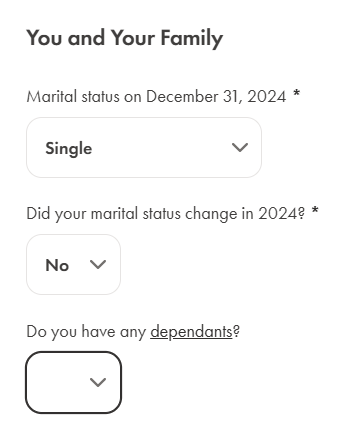 You and Your Family
Marital status on December 31, 2024 *
Single
Did your marital status change in 2024? *
No
Do you have any dependants?